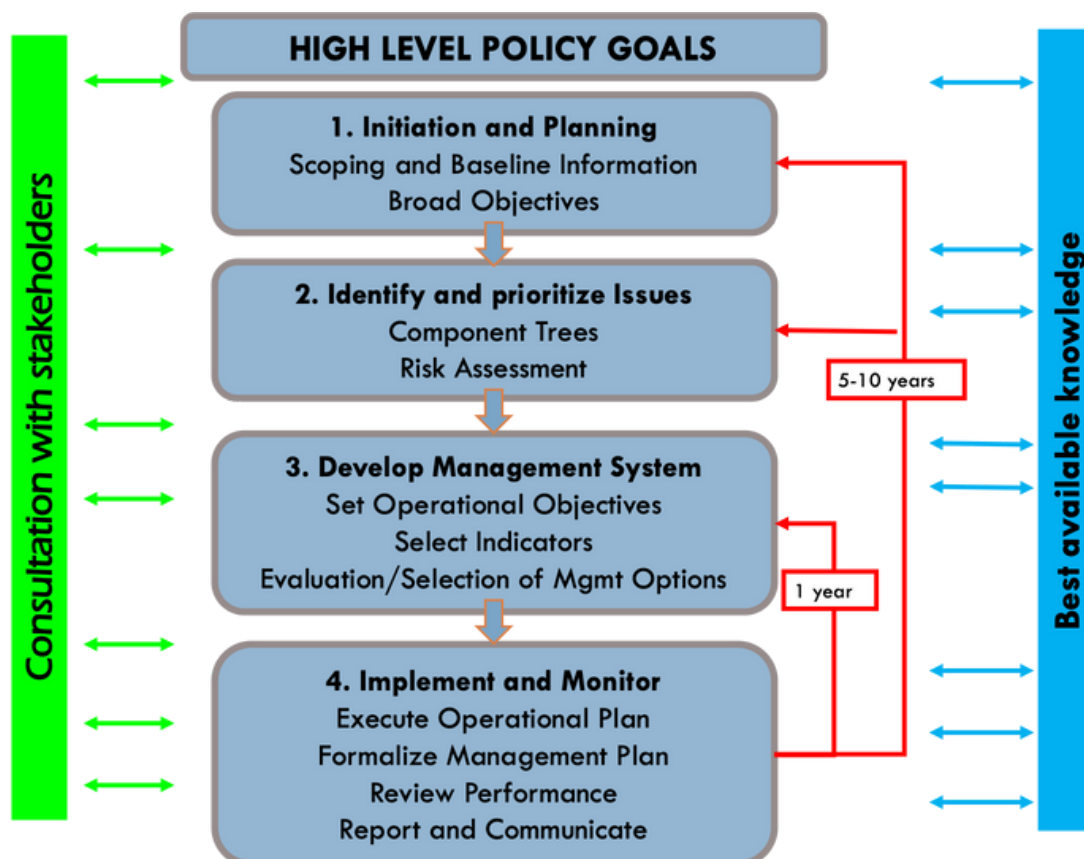 HIGH LEVEL POLICY GOALS
Consultation with stakeholders
1. Initiation and Planning
Scoping and Baseline Information
Broad Objectives
2. Identify and prioritize Issues
Component Trees
Risk Assessment
5-10 years
3. Develop Management System
Set Operational Objectives
Select Indicators
Evaluation/Selection of Mgmt Options
1 year
4. Implement and Monitor
Execute Operational Plan
Formalize Management Plan
Review Performance
Report and Communicate
Best available knowledge